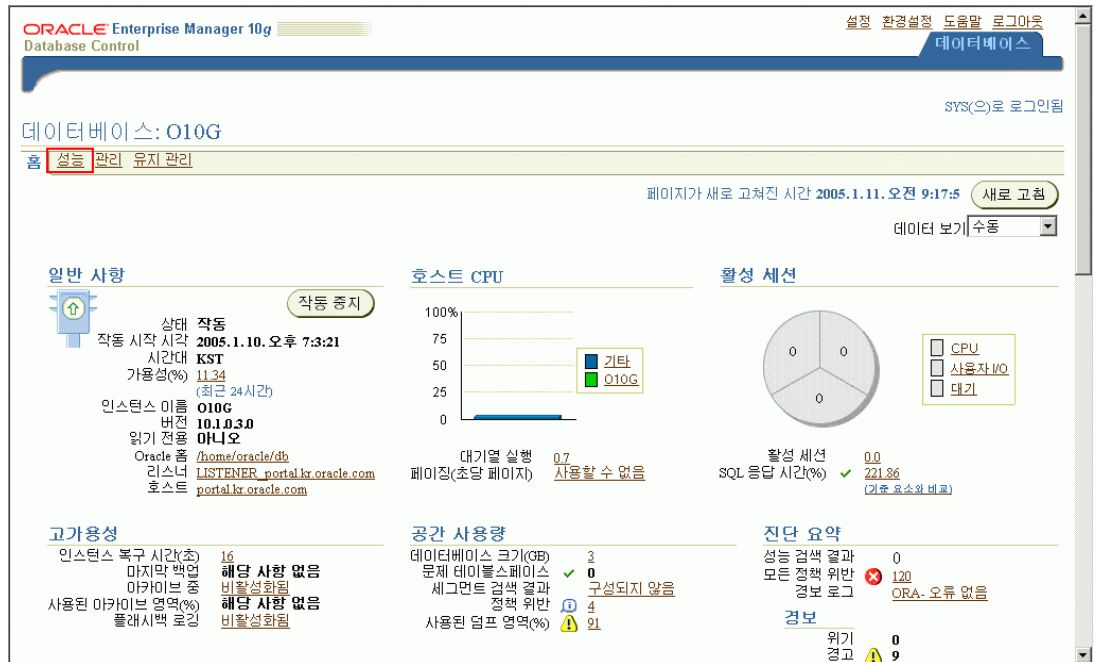 ORACLE Enterprise Manager 10g
Database Control
설정 환경설정 도움말 로그아웃
데이터베이스
SYS(으)로 로그인됨
데이터베이스: O10G
홈 성능 관리 유지 관리
페이지가 새로 고쳐진 시간 2005.1.11. 오전 9:17:5 새로 고침
데이터 보기 수동
일반 사항
작동 중지
상태 작동
작동 시작 시각 2005.1.10. 오후 7:3:21
시간대 KST
가용성(%) 11.34
(최근 24시간)
인스턴스 이름 O10G
버전 10.1.0.3.0
읽기 전용 아니오
Oracle 홈 /home/oracle/db
리스너 LISTENER_portal.kr.oracle.com
호스트 portal.kr.oracle.com
호스트 CPU
100%
75
50
25
0
기타
O10G
대기열 실행 0.7
페이징(초당 페이지) 사용할 수 없음
활성 세션
0 0
0
CPU
사용자 I/O
대기
활성 세션 0.0
SQL 응답 시간(%) 221.86
(기준 요소와 비교)
고가용성
인스턴스 복구 시간(초) 16
마지막 백업 해당 사항 없음
아카이브 중 비활성화됨
사용된 아카이브 영역(%) 해당 사항 없음
플래시백 로깅 비활성화됨
공간 사용량
데이터베이스 크기(GB) 3
문제 테이블스페이스 0
세그먼트 검색 결과 구성되지 않음
정책 위반 4
사용된 덤프 영역(%) 91
진단 요약
성능 검색 결과 0
모든 정책 위반 120
경보 로그 ORA- 오류 없음
경보
위기 0
경고 9